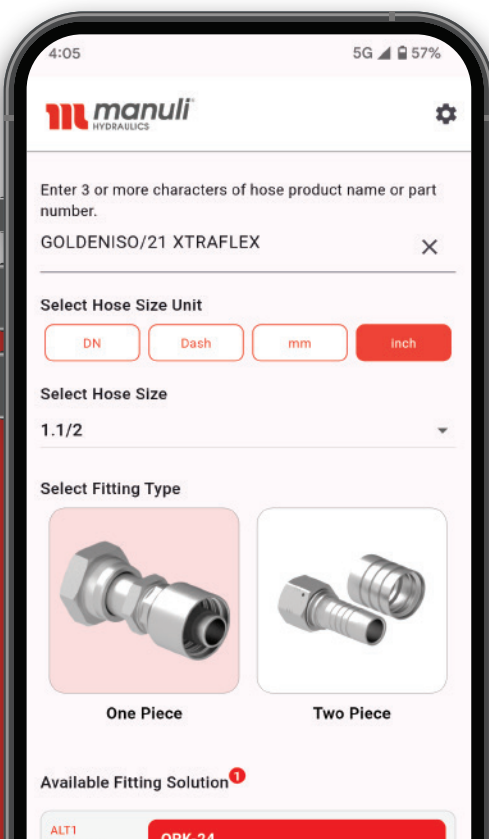 4:05 5G 57%
manuli
HYDRAULICS
Enter 3 or more characters of hose product name or part
number.
GOLDENISO/21 XTRAFLEX
Select Hose Size Unit
DN Dash mm inch
Select Hose Size
1.1/2
Select Fitting Type
One Piece Two Piece
Available Fitting Solution 1
ALT1